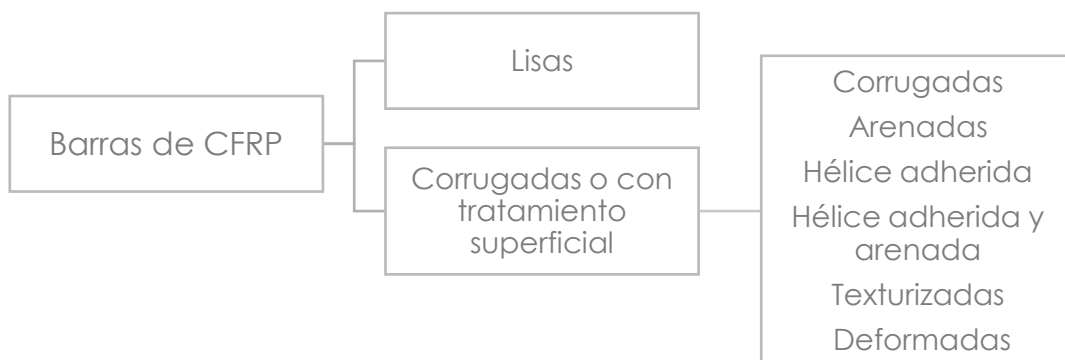 Barras de CFRP
Lisas
Corrugadas o con
tratamiento
superficial
Corrugadas
Arenadas
Hélice adherida
Hélice adherida y
arenada
Texturizadas
Deformadas